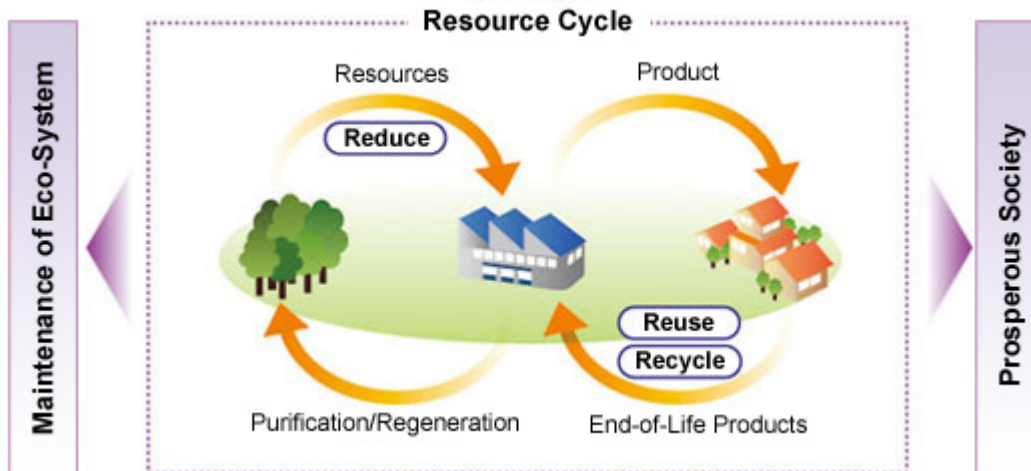 Resource Cycle
Maintenance of Eco-System
Resources
Product
Reduce
Reuse
Recycle
Purification/Regeneration
End-of-Life Products
Prosperous Society